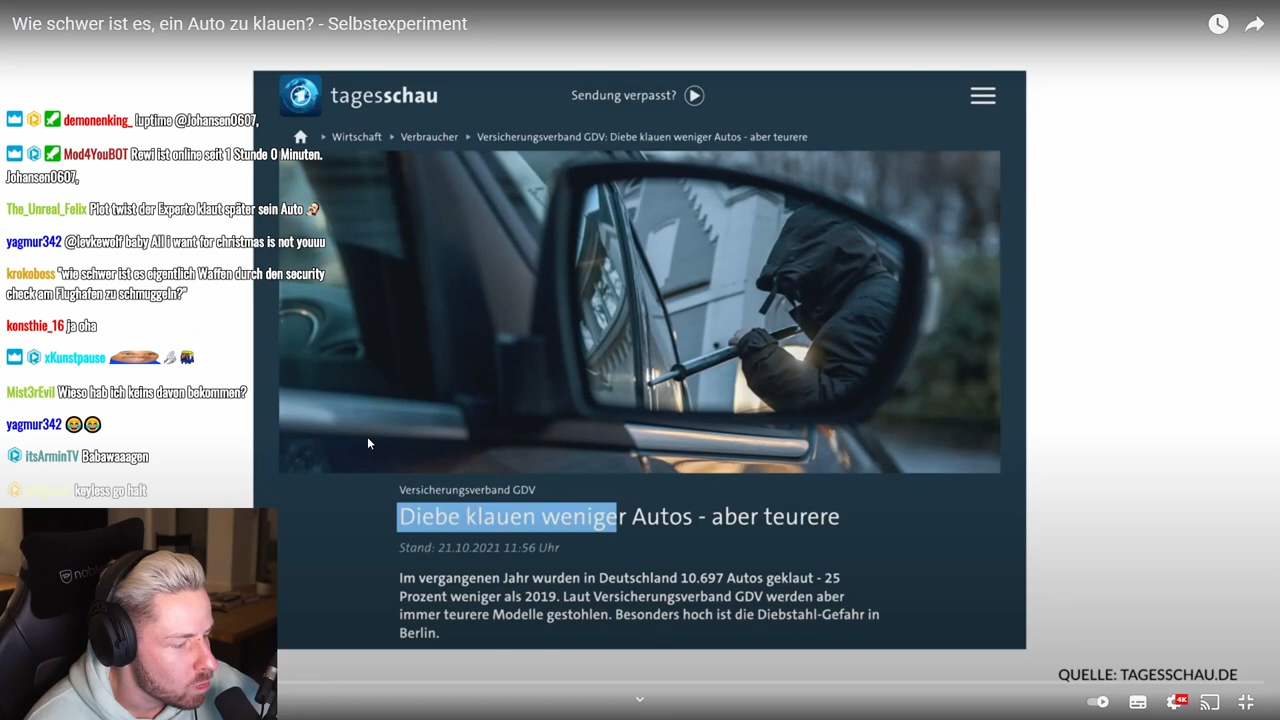 Wie schwer ist es, ein Auto zu klauen? - Selbstexperiment
tagesschau
Sendung verpasst?
Wirtschaft
Verbraucher
Versicherungsverband GDV: Diebe klauen weniger Autos - aber teurere
demonenking_ !uptime @Johansen0607,
Mod4YouBOT Rewi ist online seit 1 Stunde 0 Minuten.
Johansen0607,
The_Unreal_Felix Plot twist der Experte klaut später sein Auto
yagmur342 @levkewolf baby All i want for christmas is not youuu
krokoboss "wie schwer ist es eigentlich Waffen durch den security
check am Flughafen zu schmuggeln?"
konsthie_16 ja oha
xKunstpause
Mist3rEvil Wieso hab ich keins davon bekommen?
yagmur342
itsArminTV Babawaaagen
keyless go halt
Versicherungsverband GDV
Diebe klauen weniger Autos - aber teurere
Stand: 21.10.2021 11:56 Uhr
Im vergangenen Jahr wurden in Deutschland 10.697 Autos geklaut - 25
Prozent weniger als 2019. Laut Versicherungsverband GDV werden aber
immer teurere Modelle gestohlen. Besonders hoch ist die Diebstahl-Gefahr in
Berlin.
QUELLE: TAGESSCHAU.DE
4K